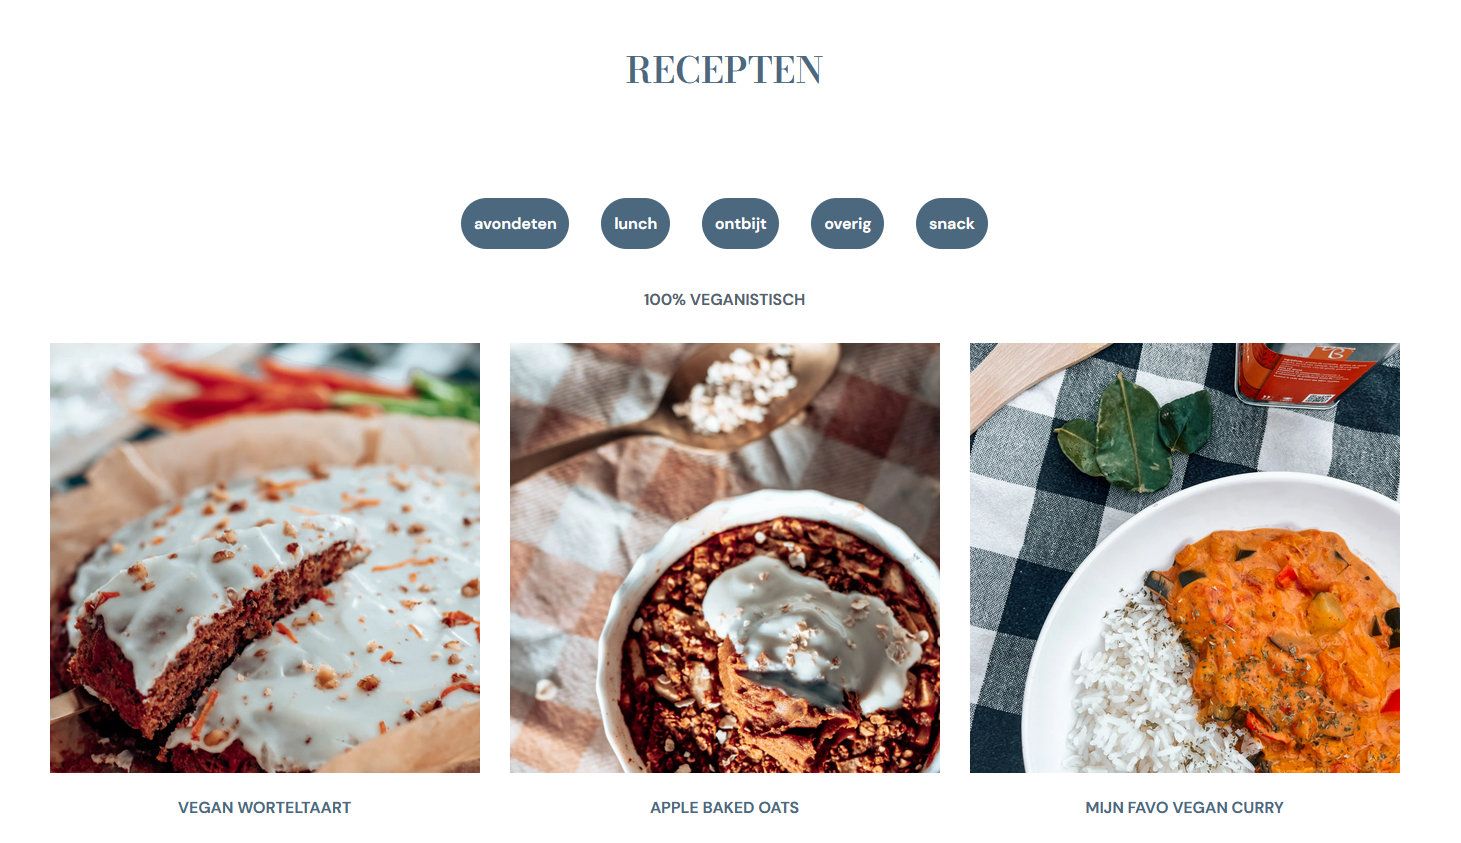 RECEPTEN
avondeten lunch ontbijt overig snack
100% VEGANISTISCH
VEGAN WORTELTAART
APPLE BAKED OATS
MIJN FAVO VEGAN CURRY